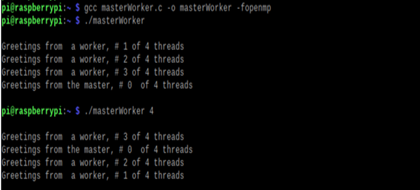 pi@raspberrypi:~ $ gcc masterWorker.c -o masterWorker -fopenmp
pi@raspberrypi:~ $ ./masterWorker
Greetings from a worker, # 1 of 4 threads
Greetings from a worker, # 2 of 4 threads
Greetings from a worker, # 3 of 4 threads
Greetings from the master, # 0 of 4 threads
pi@raspberrypi:~ $ ./masterWorker 4
Greetings from a worker, # 3 of 4 threads
Greetings from the master, # 0 of 4 threads
Greetings from a worker, # 2 of 4 threads
Greetings from a worker, # 1 of 4 threads